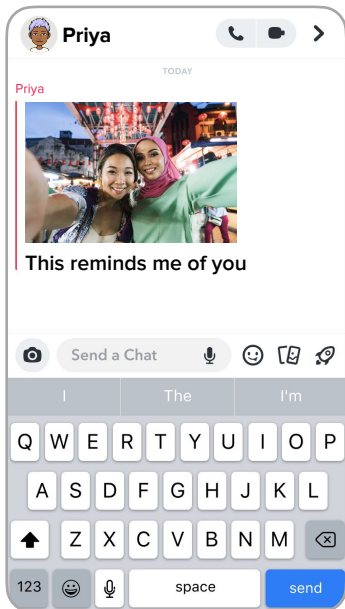 Priya
TODAY
Priya
This reminds me of you
Send a Chat
I The I'm
Q W E R T Y U I O P
A S D F G H J K L
Z X C V B N M
123 space send